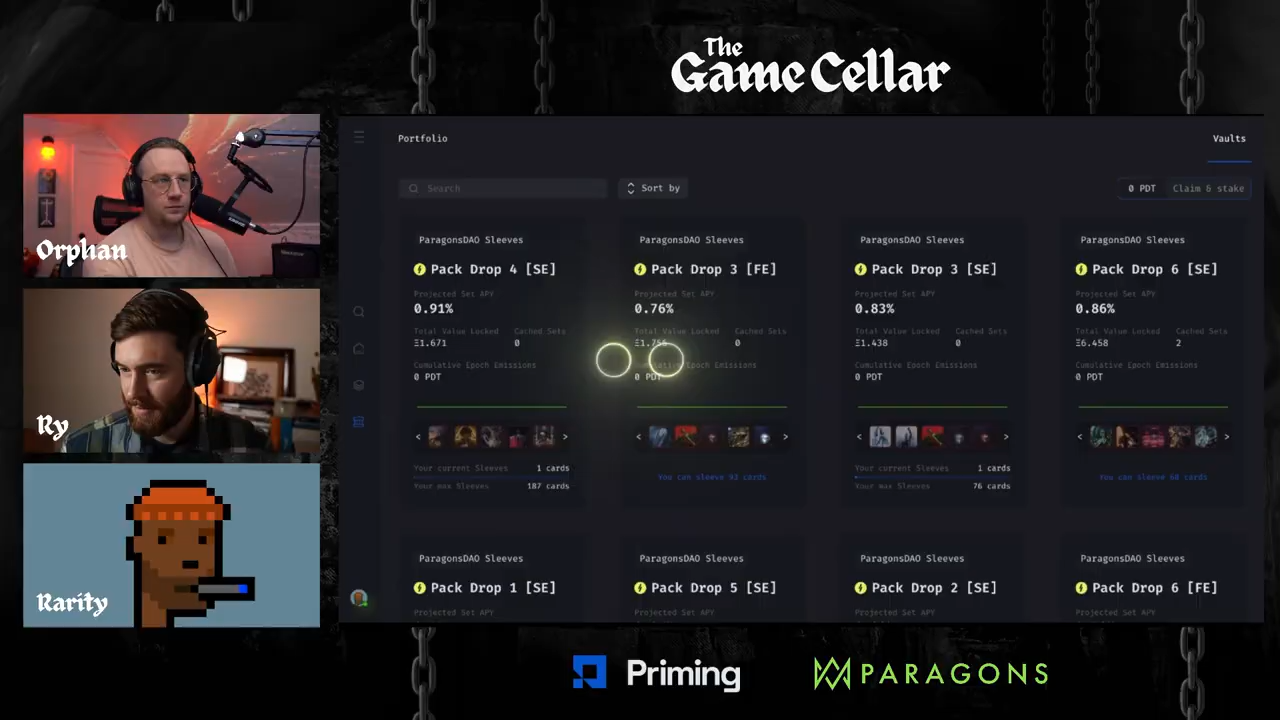 The
Game Cellar
Orphan
Ry
Rarity
Portfolio
Vaults
Search
Sort by
0 PDT
Claim & stake
ParagonsDAO Sleeves
Pack Drop 4 [SE]
Projected Set APY
0.91%
Total Value Locked Cached Sets
Ξ1.671 0
Cumulative Epoch Emissions
0 PDT
Your current Sleeves 1 cards
Your max Sleeves 187 cards
ParagonsDAO Sleeves
Pack Drop 3 [FE]
Projected Set APY
0.76%
Total Value Locked Cached Sets
0
Epoch Emissions
0 PDT
You can sleeve 92 cards
ParagonsDAO Sleeves
Pack Drop 3 [SE]
Projected Set APY
0.83%
Total Value Locked Cached Sets
Ξ1.438 0
Cumulative Epoch Emissions
0 PDT
Your current Sleeves 1 cards
Your max Sleeves 76 cards
ParagonsDAO Sleeves
Pack Drop 6 [SE]
Projected Set APY
0.86%
Total Value Locked Cached Sets
Ξ6.458 2
Cumulative Epoch Emissions
0 PDT
You can sleeve 68 cards
ParagonsDAO Sleeves
Pack Drop 1 [SE]
Projected Set APY
ParagonsDAO Sleeves
Pack Drop 5 [SE]
Projected Set APY
ParagonsDAO Sleeves
Pack Drop 2 [SE]
Projected Set APY
ParagonsDAO Sleeves
Pack Drop 6 [FE]
Projected Set APY
Priming
PARAGONS